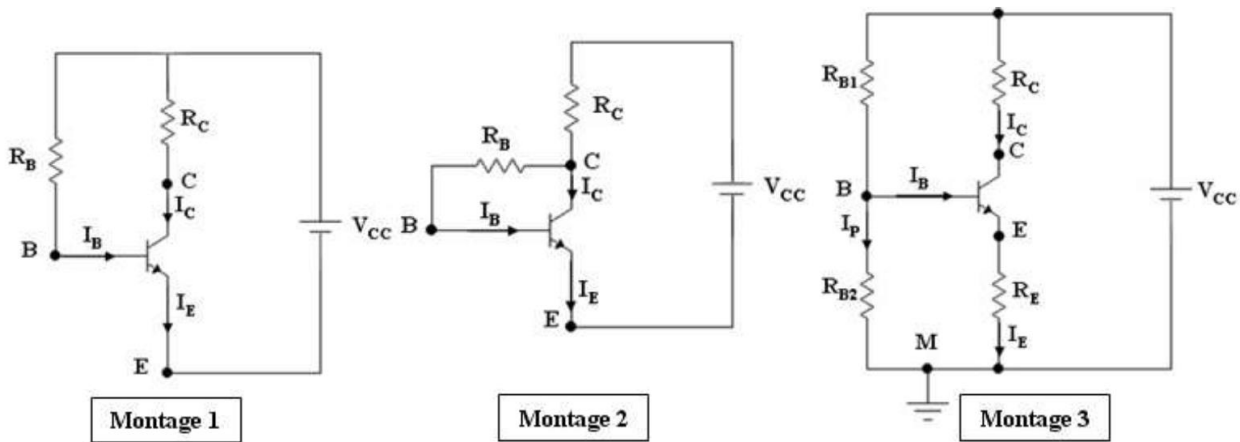 R_B
R_C
C
I_C
B
I_B
I_E
E
V_CC
Montage 1
R_C
R_B
C
I_C
B
I_B
I_E
E
V_CC
Montage 2
R_B1
R_C
I_C
C
B
I_B
I_P
E
R_B2
R_E
I_E
M
V_CC
Montage 3